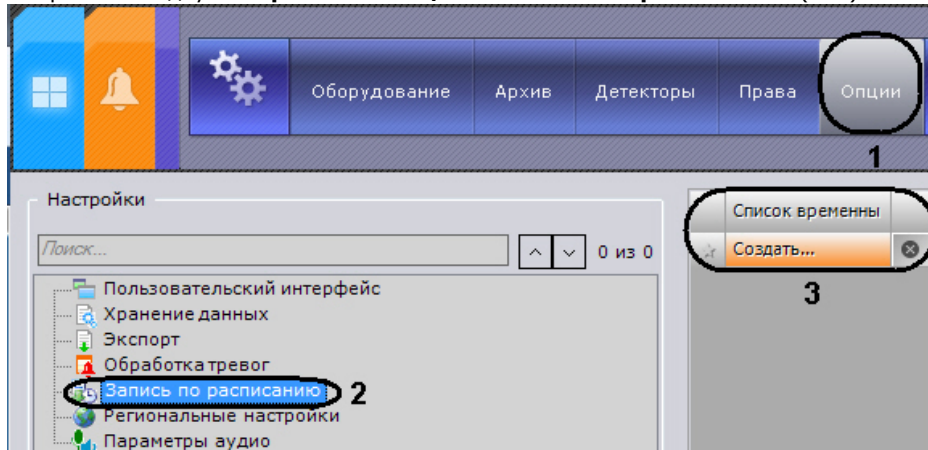 Оборудование Архив Детекторы Права Опции
1
Настройки
Список временны
Поиск... 0 из 0
Создать...
3
Пользовательский интерфейс
Хранение данных
Экспорт
Обработка тревог
Запись по расписанию 2
Региональные настройки
Параметры аудио